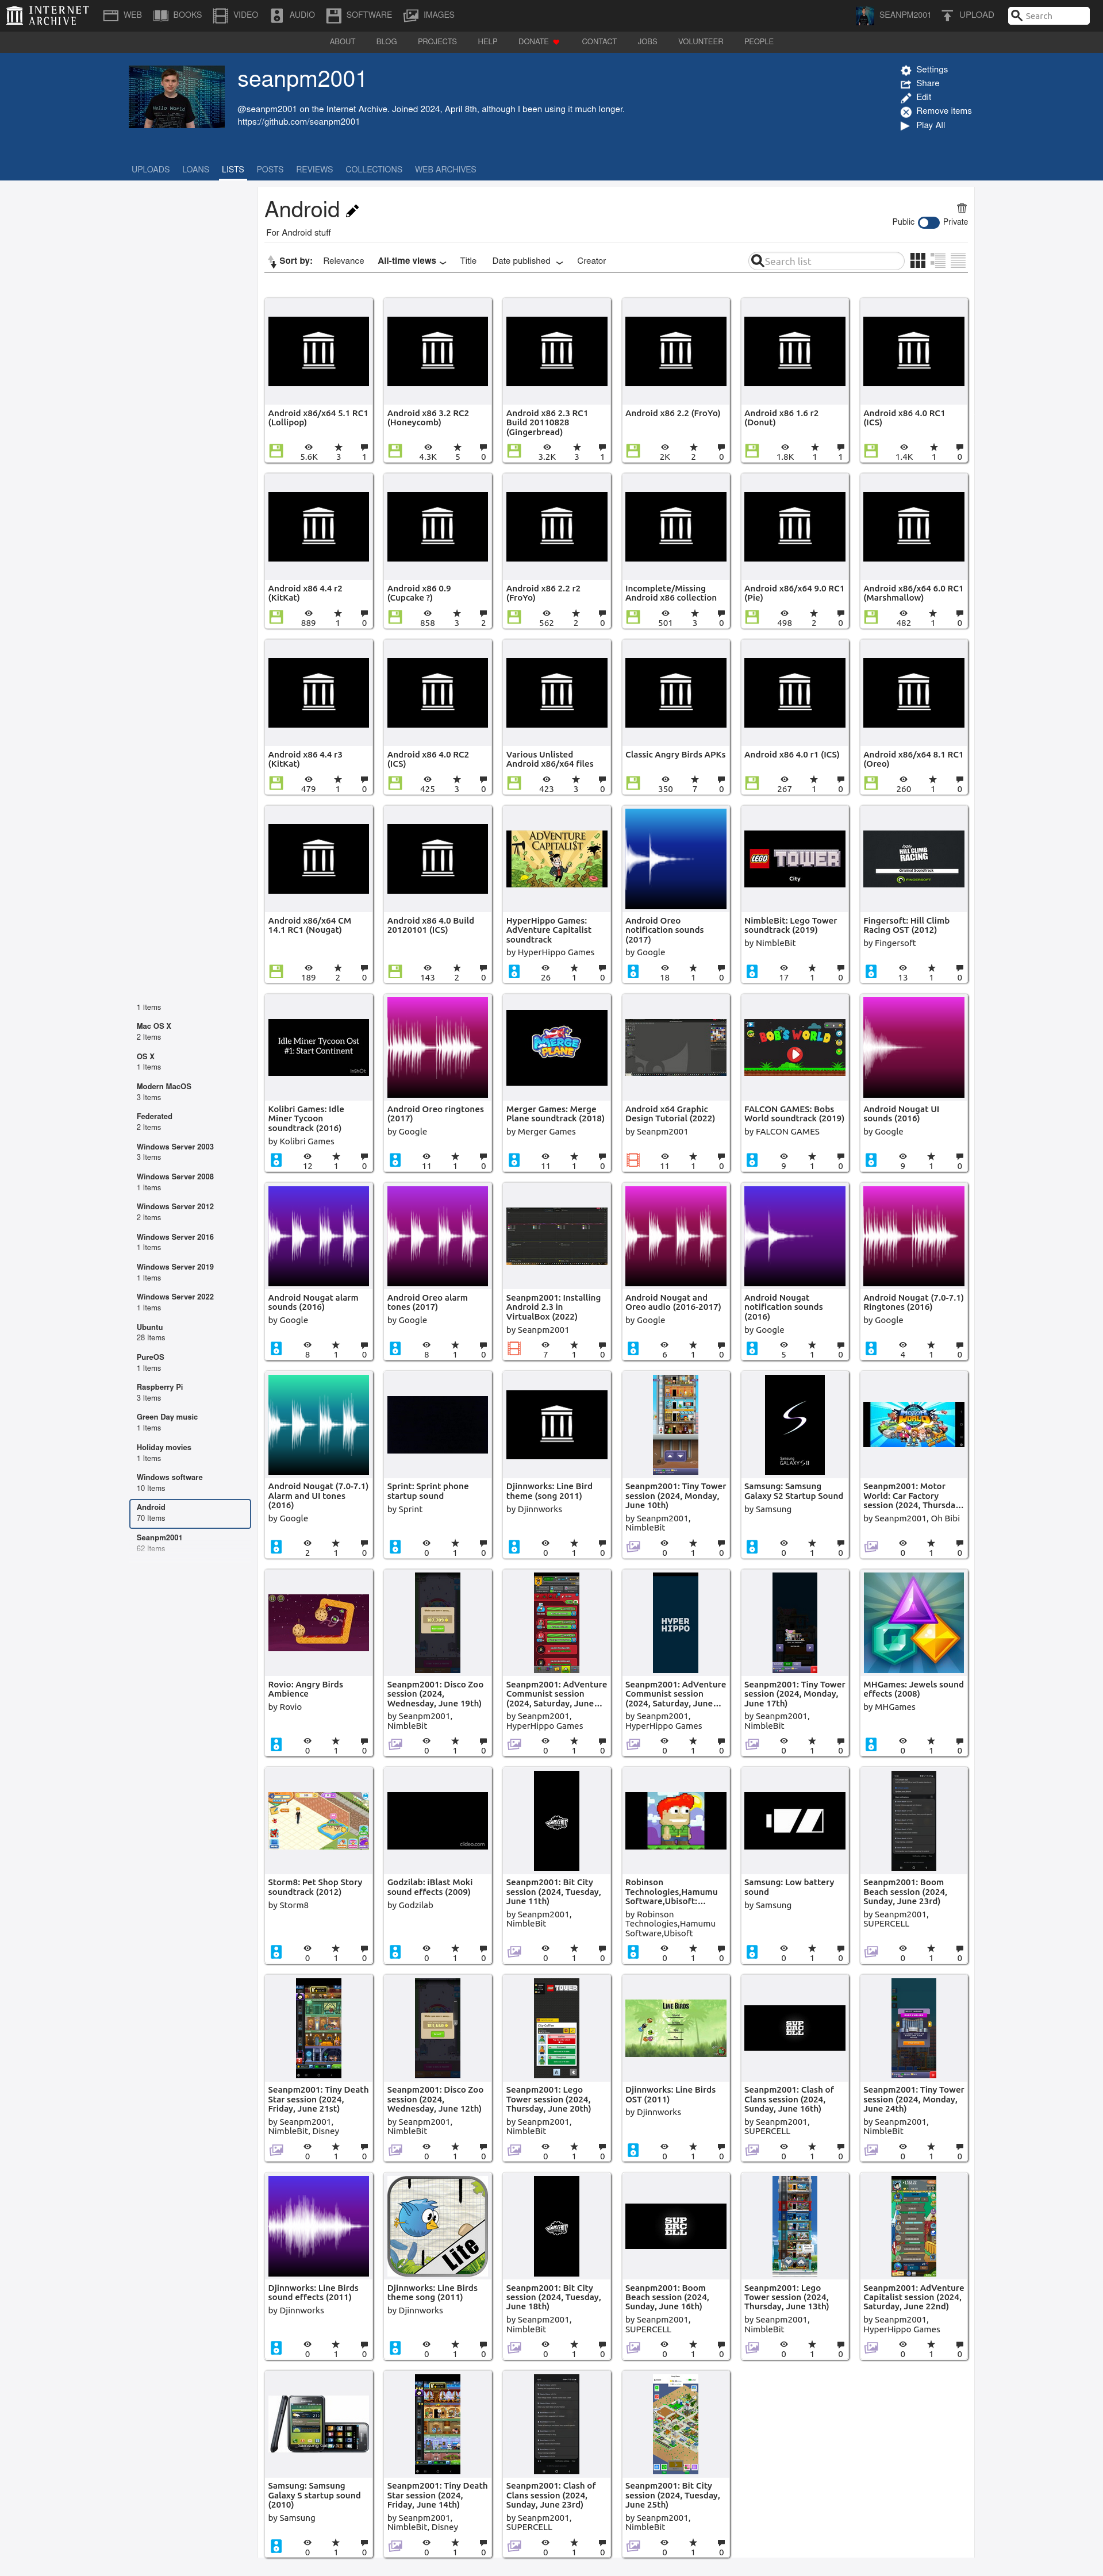 INTERNET ARCHIVE
WEB
BOOKS
VIDEO
AUDIO
SOFTWARE
IMAGES
SEANPM2001
UPLOAD
Search
ABOUT
BLOG
PROJECTS
HELP
DONATE
CONTACT
JOBS
VOLUNTEER
PEOPLE
seanpm2001
@seanpm2001 on the Internet Archive. Joined 2024, April 8th, although I been using it much longer.
https://github.com/seanpm2001
Settings
Share
Edit
Remove items
Play All
UPLOADS
LOANS
LISTS
POSTS
REVIEWS
COLLECTIONS
WEB ARCHIVES
Android
For Android stuff
Public
Private
Sort by:
Relevance
All-time views
Title
Date published
Creator
Search list
Android x86/x64 5.1 RC1
(Lollipop)
5.6K 3 1
Android x86 3.2 RC2
(Honeycomb)
4.3K 5 0
Android x86 2.3 RC1
Build 20110828
(Gingerbread)
3.2K 3 1
Android x86 2.2 (FroYo)
2K 2 0
Android x86 1.6 r2
(Donut)
1.8K 1 1
Android x86 4.0 RC1
(ICS)
1.4K 1 0
Android x86 4.4 r2
(KitKat)
889 1 0
Android x86 0.9
(Cupcake ?)
858 3 2
Android x86 2.2 r2
(FroYo)
562 2 0
Incomplete/Missing
Android x86 collection
501 3 0
Android x86/x64 9.0 RC1
(Pie)
498 2 0
Android x86/x64 6.0 RC1
(Marshmallow)
482 1 0
Android x86 4.4 r3
(KitKat)
479 1 0
Android x86 4.0 RC2
(ICS)
425 3 0
Various Unlisted
Android x86/x64 files
423 3 0
Classic Angry Birds APKs
350 7 0
Android x86 4.0 r1 (ICS)
267 1 0
Android x86/x64 8.1 RC1
(Oreo)
260 1 0
Android x86/x64 CM
14.1 RC1 (Nougat)
189 2 0
Android x86 4.0 Build
20120101 (ICS)
143 2 0
ADVENTURE
CAPITALI$T
HyperHippo Games:
AdVenture Capitalist
soundtrack
by HyperHippo Games
26 1 0
Android Oreo
notification sounds
(2017)
by Google
18 1 0
LEGO TOWER
City
NimbleBit: Lego Tower
soundtrack (2019)
by NimbleBit
17 1 0
HILL CLIMB
RACING
Original Soundtrack
FINGERSOFT
Fingersoft: Hill Climb
Racing OST (2012)
by Fingersoft
13 1 0
Idle Miner Tycoon Ost
#1: Start Continent
Kolibri Games: Idle
Miner Tycoon
soundtrack (2016)
by Kolibri Games
12 1 0
Android Oreo ringtones
(2017)
by Google
11 1 0
MERGE
PLANE
Merger Games: Merge
Plane soundtrack (2018)
by Merger Games
11 1 0
Android x64 Graphic
Design Tutorial (2022)
by Seanpm2001
11 1 0
BOB'S WORLD
FALCON GAMES: Bobs
World soundtrack (2019)
by FALCON GAMES
9 1 0
Android Nougat UI
sounds (2016)
by Google
9 1 0
Android Nougat alarm
sounds (2016)
by Google
8 1 0
Android Oreo alarm
tones (2017)
by Google
8 1 0
Seanpm2001: Installing
Android 2.3 in
VirtualBox (2022)
by Seanpm2001
7 1 0
Android Nougat and
Oreo audio (2016-2017)
by Google
6 1 0
Android Nougat
notification sounds
(2016)
by Google
5 1 0
Android Nougat (7.0-7.1)
Ringtones (2016)
by Google
4 1 0
Android Nougat (7.0-7.1)
Alarm and UI tones
(2016)
by Google
2 1 0
Sprint: Sprint phone
startup sound
by Sprint
0 1 0
Djinnworks: Line Bird
theme (song 2011)
by Djinnworks
0 1 0
Seanpm2001: Tiny Tower
session (2024, Monday,
June 10th)
by Seanpm2001,
NimbleBit
0 1 0
Samsung
GALAXY S II
Samsung: Samsung
Galaxy S2 Startup Sound
by Samsung
0 1 0
Seanpm2001: Motor
World: Car Factory
session (2024, Thursda...
by Seanpm2001, Oh Bibi
0 1 0
Rovio: Angry Birds
Ambience
by Rovio
0 1 0
Seanpm2001: Disco Zoo
session (2024,
Wednesday, June 19th)
by Seanpm2001,
NimbleBit
0 1 0
Seanpm2001: AdVenture
Communist session
(2024, Saturday, June...
by Seanpm2001,
HyperHippo Games
0 1 0
HYPER
HIPPO
Seanpm2001: AdVenture
Communist session
(2024, Saturday, June...
by Seanpm2001,
HyperHippo Games
0 1 0
Seanpm2001: Tiny Tower
session (2024, Monday,
June 17th)
by Seanpm2001,
NimbleBit
0 1 0
MHGames: Jewels sound
effects (2008)
by MHGames
0 1 0
Storm8: Pet Shop Story
soundtrack (2012)
by Storm8
0 1 0
clideo.com
Godzilab: iBlast Moki
sound effects (2009)
by Godzilab
0 1 0
Seanpm2001: Bit City
session (2024, Tuesday,
June 11th)
by Seanpm2001,
NimbleBit
0 1 0
Robinson
Technologies,Hamumu
Software,Ubisoft:...
by Robinson
Technologies,Hamumu
Software,Ubisoft
0 1 0
Samsung: Low battery
sound
by Samsung
0 1 0
Seanpm2001: Boom
Beach session (2024,
Sunday, June 23rd)
by Seanpm2001,
SUPERCELL
0 1 0
Seanpm2001: Tiny Death
Star session (2024,
Friday, June 21st)
by Seanpm2001,
NimbleBit, Disney
0 1 0
Seanpm2001: Disco Zoo
session (2024,
Wednesday, June 12th)
by Seanpm2001,
NimbleBit
0 1 0
TOWER
Seanpm2001: Lego
Tower session (2024,
Thursday, June 20th)
by Seanpm2001,
NimbleBit
0 1 0
LINE BIRDS
Djinnworks: Line Birds
OST (2011)
by Djinnworks
0 1 0
SUPERCELL
Seanpm2001: Clash of
Clans session (2024,
Sunday, June 16th)
by Seanpm2001,
SUPERCELL
0 1 0
Seanpm2001: Tiny Tower
session (2024, Monday,
June 24th)
by Seanpm2001,
NimbleBit
0 1 0
Djinnworks: Line Birds
sound effects (2011)
by Djinnworks
0 1 0
Lite
Djinnworks: Line Birds
theme song (2011)
by Djinnworks
0 1 0
Seanpm2001: Bit City
session (2024, Tuesday,
June 18th)
by Seanpm2001,
NimbleBit
0 1 0
SUPERCELL
Seanpm2001: Boom
Beach session (2024,
Sunday, June 16th)
by Seanpm2001,
SUPERCELL
0 1 0
Seanpm2001: Lego
Tower session (2024,
Thursday, June 13th)
by Seanpm2001,
NimbleBit
0 1 0
Seanpm2001: AdVenture
Capitalist session (2024,
Saturday, June 22nd)
by Seanpm2001,
HyperHippo Games
0 1 0
Samsung: Samsung
Galaxy S startup sound
(2010)
by Samsung
0 1 0
Seanpm2001: Tiny Death
Star session (2024,
Friday, June 14th)
by Seanpm2001,
NimbleBit, Disney
0 1 0
Seanpm2001: Clash of
Clans session (2024,
Sunday, June 23rd)
by Seanpm2001,
SUPERCELL
0 1 0
Seanpm2001: Bit City
session (2024, Tuesday,
June 25th)
by Seanpm2001,
NimbleBit
0 1 0
1 Items
Mac OS X
2 Items
OS X
1 Items
Modern MacOS
3 Items
Federated
2 Items
Windows Server 2003
3 Items
Windows Server 2008
1 Items
Windows Server 2012
2 Items
Windows Server 2016
1 Items
Windows Server 2019
1 Items
Windows Server 2022
1 Items
Ubuntu
28 Items
PureOS
1 Items
Raspberry Pi
3 Items
Green Day music
1 Items
Holiday movies
1 Items
Windows software
10 Items
Android
70 Items
Seanpm2001
62 Items